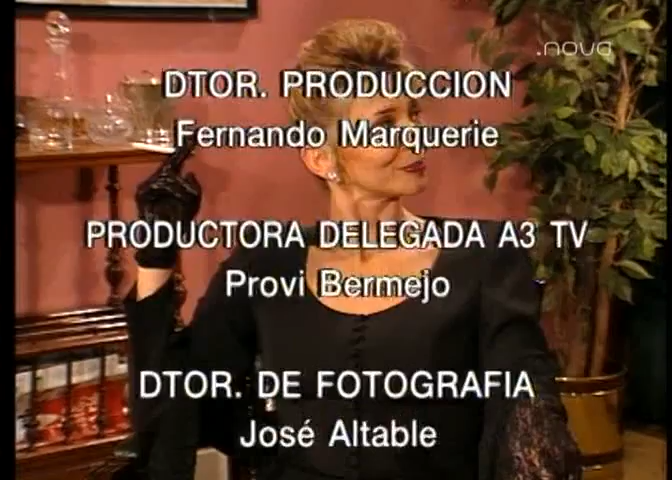 .nova
DTOR. PRODUCCION
Fernando Marquerie
PRODUCTORA DELEGADA A3 TV
Provi Bermejo
DTOR. DE FOTOGRAFIA
José Altable